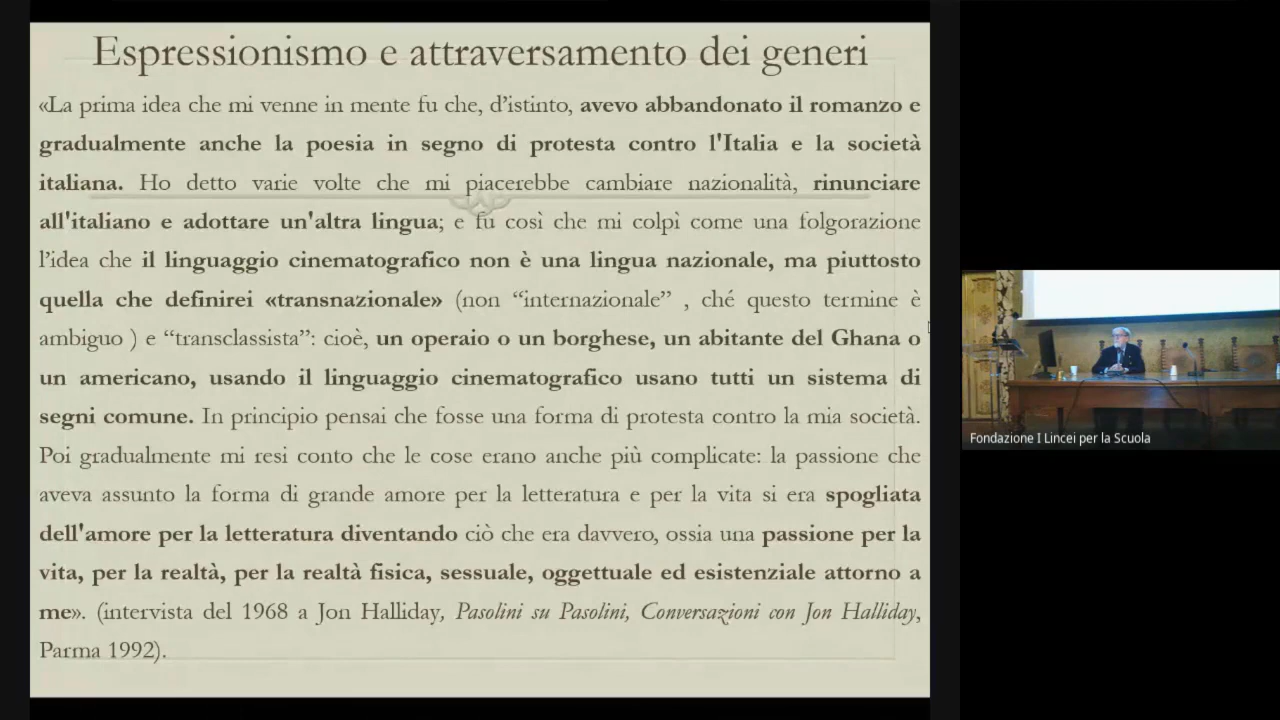 Espressionismo e attraversamento dei generi
«La prima idea che mi venne in mente fu che, d’istinto, avevo abbandonato il romanzo e
gradualmente anche la poesia in segno di protesta contro l'Italia e la società
italiana. Ho detto varie volte che mi piacerebbe cambiare nazionalità, rinunciare
all'italiano e adottare un'altra lingua; e fu così che mi colpì come una folgorazione
l’idea che il linguaggio cinematografico non è una lingua nazionale, ma piuttosto
quella che definirei «transnazionale» (non “internazionale” , ché questo termine è
ambiguo ) e “transclassista”: cioè, un operaio o un borghese, un abitante del Ghana o
un americano, usando il linguaggio cinematografico usano tutti un sistema di
segni comune. In principio pensai che fosse una forma di protesta contro la mia società.
Poi gradualmente mi resi conto che le cose erano anche più complicate: la passione che
aveva assunto la forma di grande amore per la letteratura e per la vita si era spogliata
dell'amore per la letteratura diventando ciò che era davvero, ossia una passione per la
vita, per la realtà, per la realtà fisica, sessuale, oggettuale ed esistenziale attorno a
me». (intervista del 1968 a Jon Halliday, Pasolini su Pasolini, Conversazioni con Jon Halliday,
Parma 1992).
Fondazione I Lincei per la Scuola